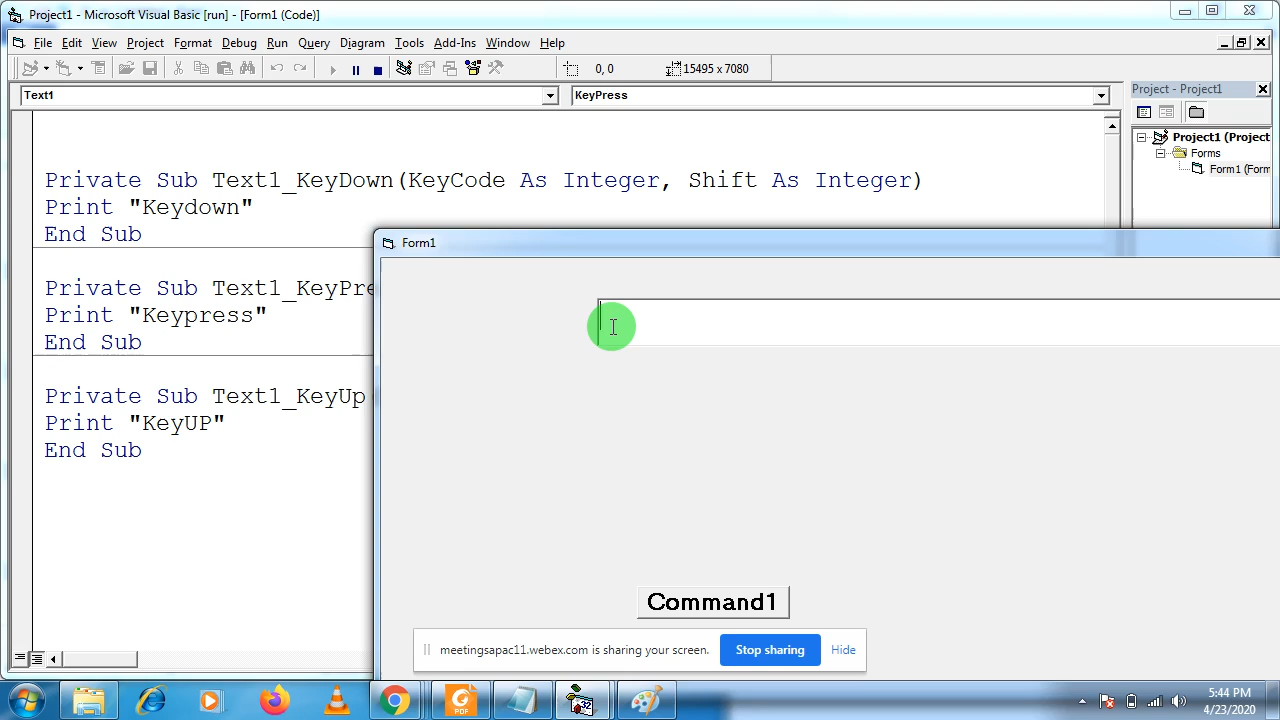 Project1 - Microsoft Visual Basic [run] - [Form1 (Code)]
File Edit View Project Format Debug Run Query Diagram Tools Add-Ins Window Help
0, 0 15495 x 7080
Text1 KeyPress
Project - Project1
Project1 (Project
Forms
Form1 (Form
Private Sub Text1_KeyDown(KeyCode As Integer, Shift As Integer)
Print "Keydown"
End Sub
Form1
Private Sub Text1_KeyPre
Print "Keypress"
End Sub
Private Sub Text1_KeyUp
Print "KeyUP"
End Sub
Command1
meetingsapac11.webex.com is sharing your screen. Stop sharing Hide
PDF
32
5:44 PM
4/23/2020